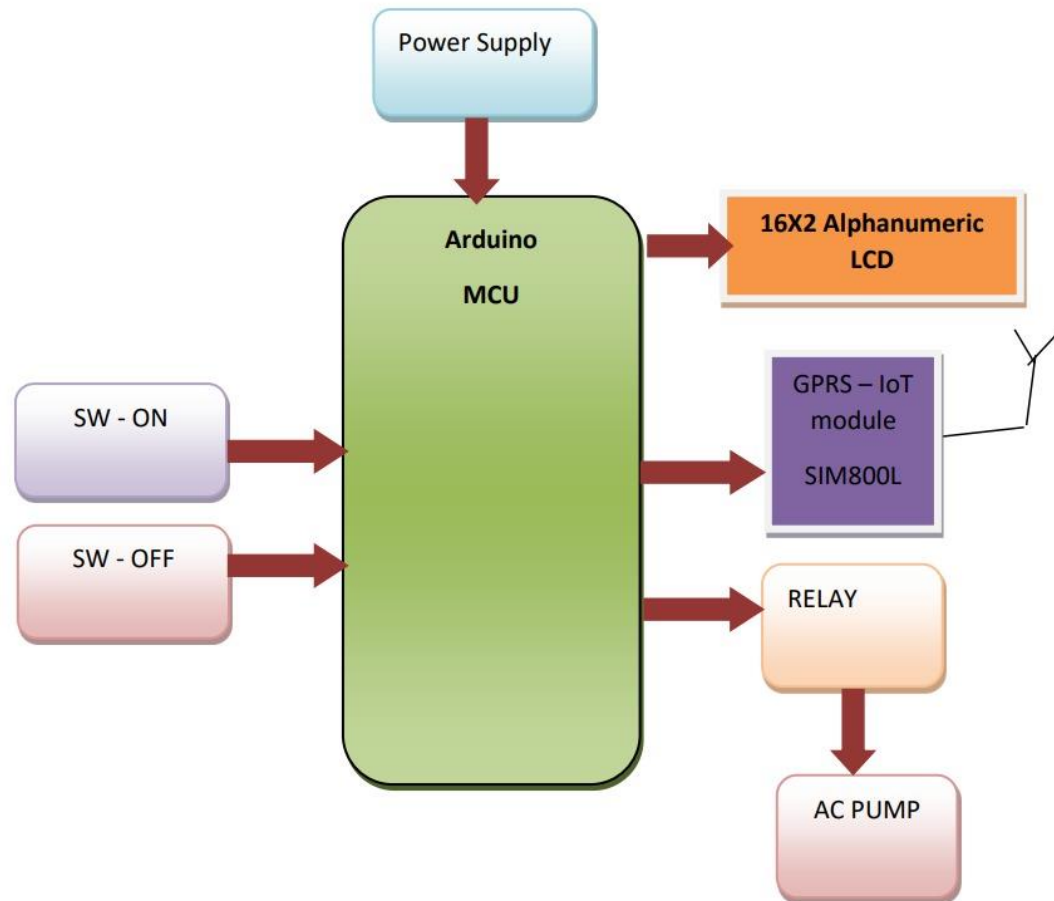 Power Supply
Arduino
MCU
16X2 Alphanumeric
LCD
GPRS – IoT
module
SIM800L
SW - ON
SW - OFF
RELAY
AC PUMP